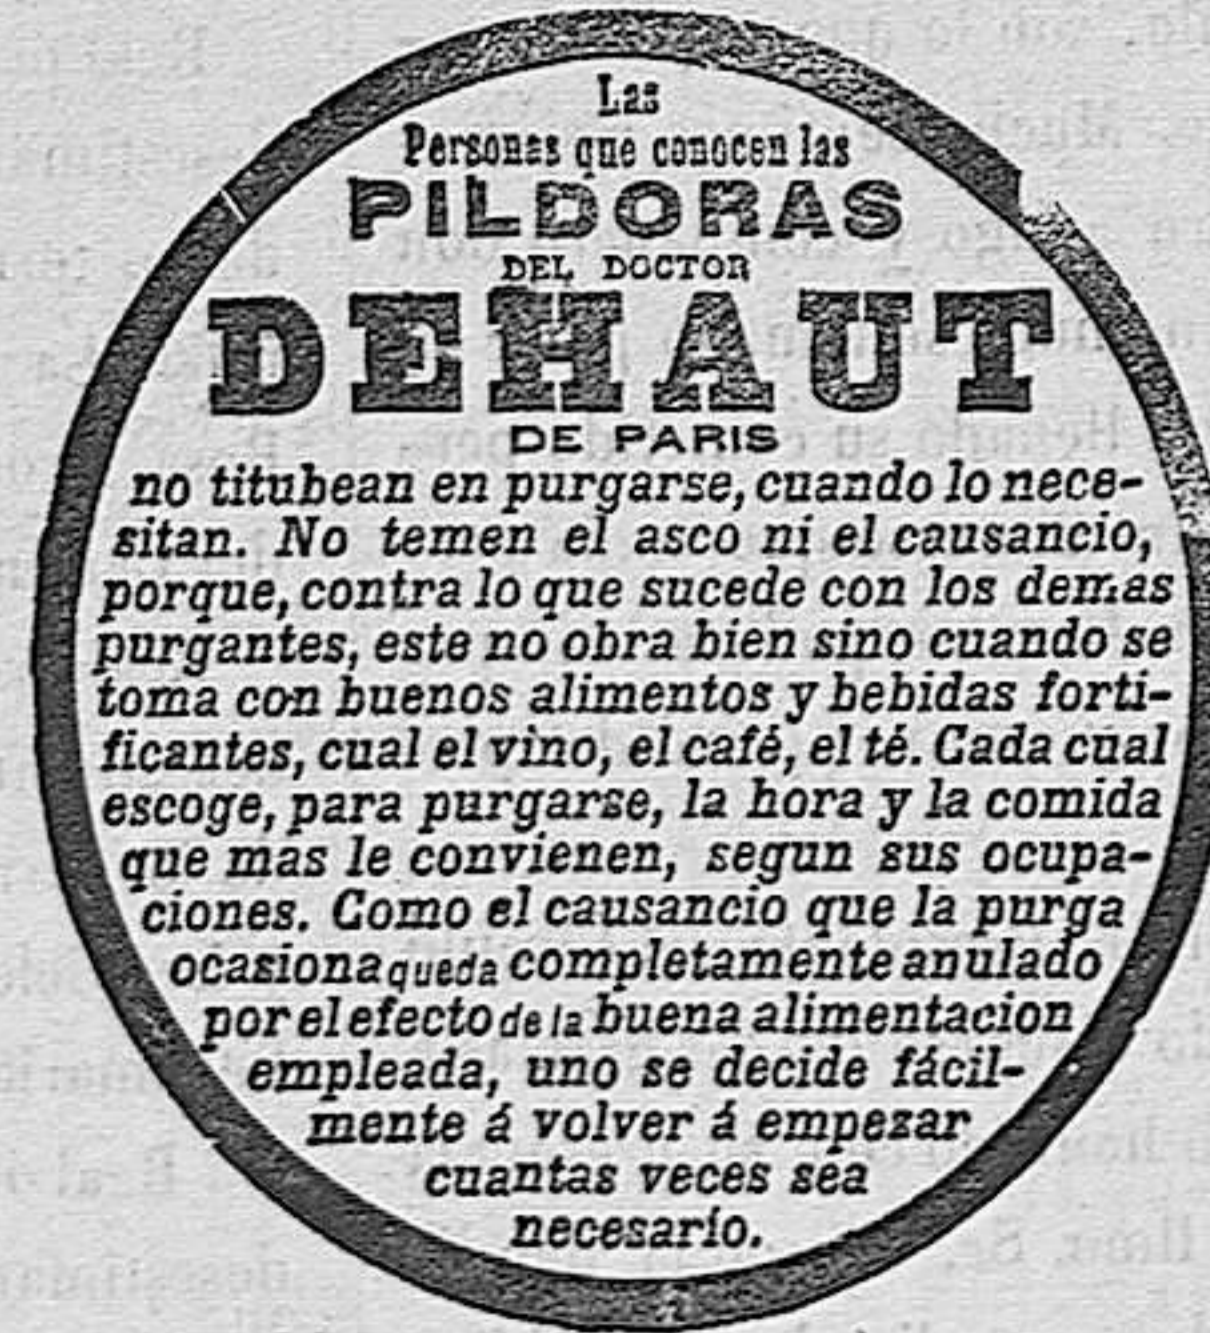 Las
Personas que conocen las
PILDORAS
DEL DOCTOR
DEHAUT
DE PARIS
no titubean en purgarse, cuando lo nece-
sitan. No temen el asco ni el causancio,
porque, contra lo que sucede con los demas
purgantes, este no obra bien sino cuando se
toma con buenos alimentos y bebidas forti-
ficantes, cual el vino, el café, el té. Cada cual
escoge, para purgarse, la hora y la comida
que mas le convienen, segun sus ocupa-
ciones. Como el causancio que la purga
ocasiona queda completamente anulado
por el efecto de la buena alimentacion
empleada, uno se decide fácil-
mente á volver á empezar
cuantas veces sea
necesario.